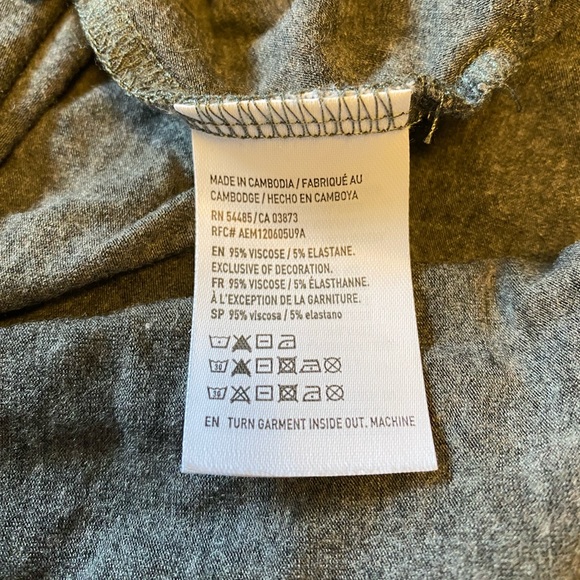 MADE IN CAMBODIA / FABRIQUÉ AU
CAMBODGE / HECHO EN CAMBOYA
RN 54485 / CA 03873
RFC# AEM120605U9A
EN 95% VISCOSE / 5% ELASTANE.
EXCLUSIVE OF DECORATION.
FR 95% VISCOSE / 5% ÉLASTHANNE.
À L'EXCEPTION DE LA GARNITURE.
SP 95% viscosa / 5% elastano
30
30
EN TURN GARMENT INSIDE OUT. MACHINE